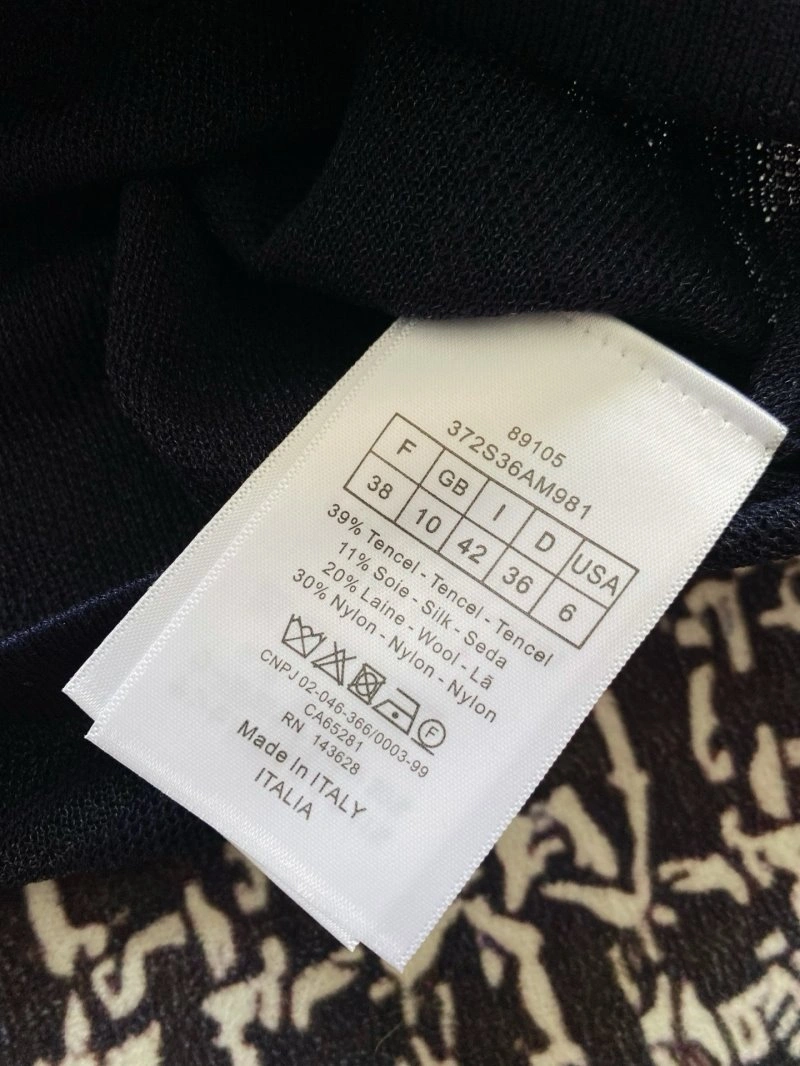 89105
372S36AM981
F GB I D USA
38 10 42 36 6
39% Tencel - Tencel - Tencel
11% Soie - Silk - Seda
20% Laine - Wool - Lã
30% Nylon - Nylon - Nylon
F
CNPJ 02-046-366/0003-99
CA65281
RN 143628
Made in ITALY
ITALIA